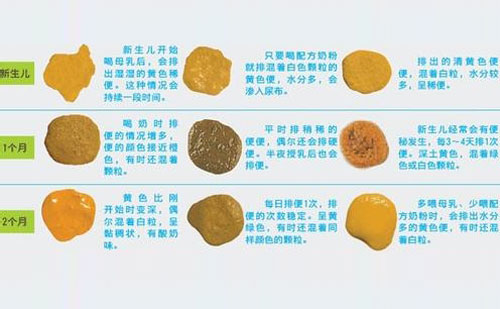 新生儿
新生儿开始
喝母乳后，会排
出湿湿的黄色稀
便。这种情况会
持续一段时间。
只要喝配方奶粉
就排混着白色颗粒的
黄色便，水分多，会
渗入尿布。
排出的清黄色便
便，混着白粒，水分较
多，呈稀便。
1个月
喝奶时排
便的情况增多，
便的颜色接近橙
色，有时还混着
颗粒。
平时排稍稀的
便便，偶尔还会排硬
便。半夜授乳后也会
排便。
新生儿经常会有便
秘发生，每3～4天排1次
便。深土黄色，混着绿
色或白色颗粒。
2个月
黄色比刚
开始时变深，偶
尔混着白粒，呈
黏稠状，有酸奶
味。
每日排便1次，排
便的次数稳定。呈黄
绿色，有时还混着同
样颜色的颗粒。
多喂母乳、少喂配
方奶粉时，会排出水分
多的黄色便，有时还混
着白粒。